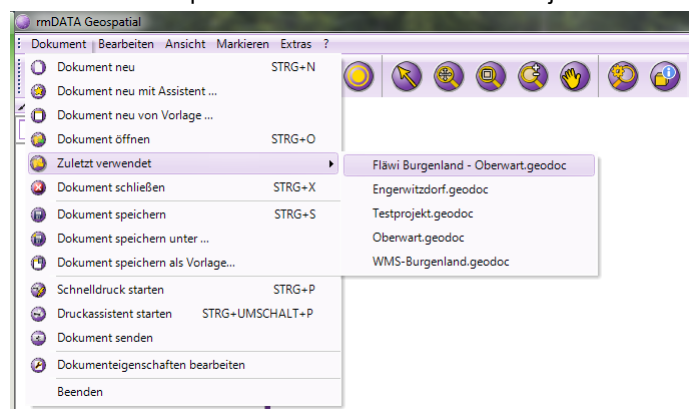 rmDATA Geospatial
Dokument Bearbeiten Ansicht Markieren Extras ?
Dokument neu STRG+N
Dokument neu mit Assistent ...
Dokument neu von Vorlage ...
Dokument öffnen STRG+O
Zuletzt verwendet
Fläwi Burgenland - Oberwart.geodoc
Dokument schließen STRG+X
Engerwitzdorf.geodoc
Dokument speichern STRG+S
Testprojekt.geodoc
Dokument speichern unter ...
Oberwart.geodoc
Dokument speichern als Vorlage...
WMS-Burgenland.geodoc
Schnelldruck starten STRG+P
Druckassistent starten STRG+UMSCHALT+P
Dokument senden
Dokumenteigenschaften bearbeiten
Beenden